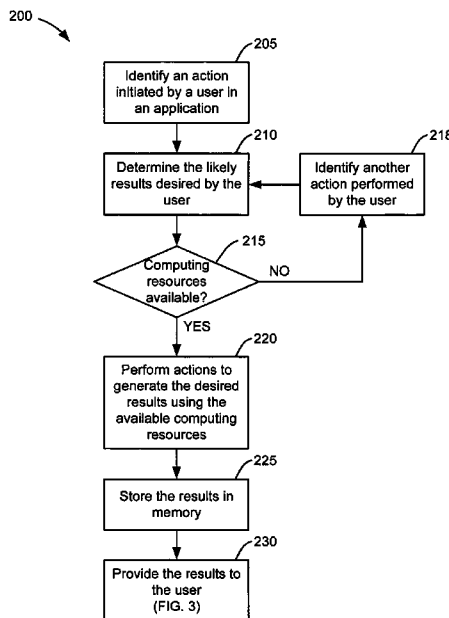 200
205
Identify an action
initiated by a user in
an application
210
218
Determine the likely
results desired by the
user
Identify another
action performed
by the user
215
Computing
resources
available?
NO
YES
220
Perform actions to
generate the desired
results using the
available computing
resources
225
Store the results in
memory
230
Provide the results to
the user
(FIG. 3)